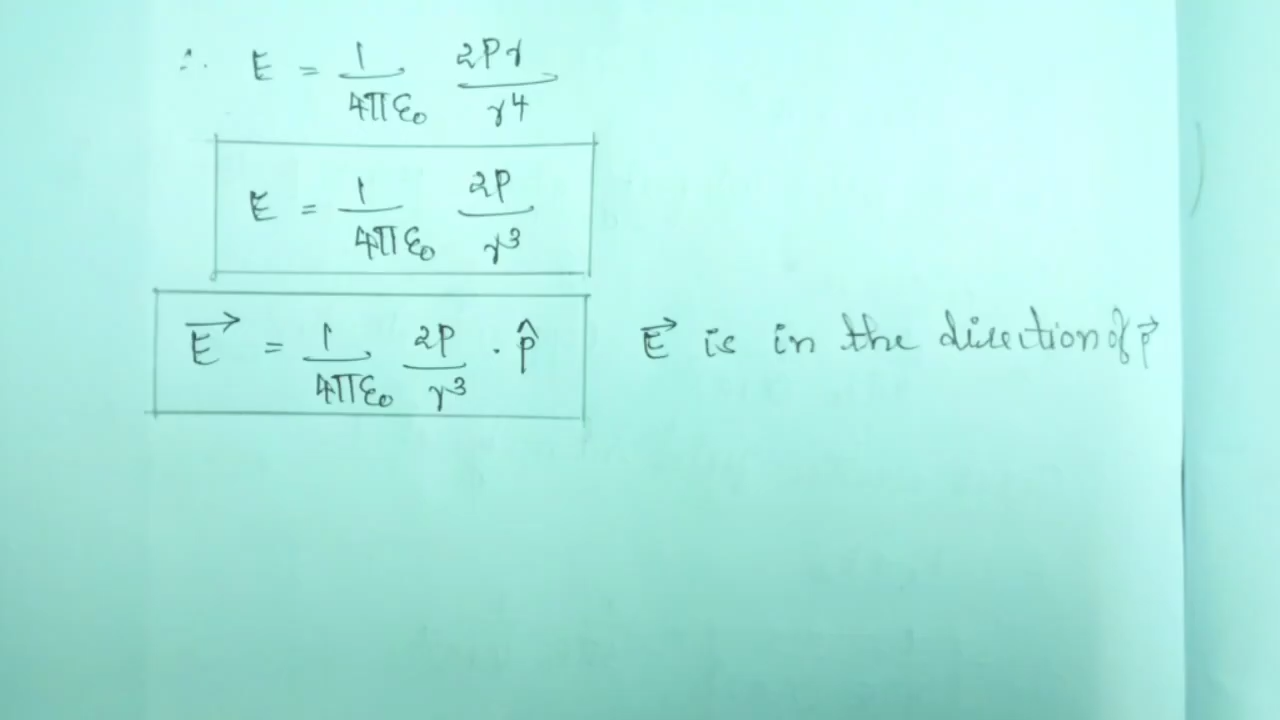 ∴ E = 1/4πε₀ 2Pr/r⁴
E = 1/4πε₀ 2P/r³
E⃗ = 1/4πε₀ 2p/r³ . p̂ E⃗ is in the direction of p⃗